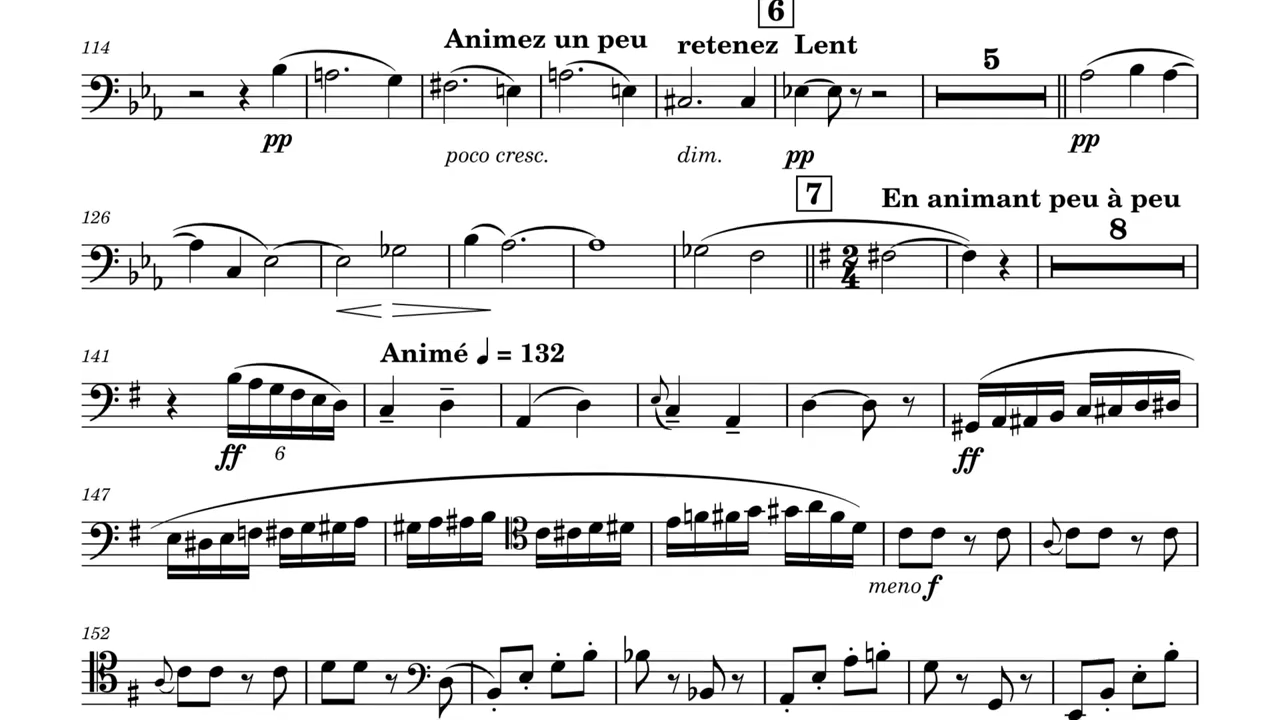 6
114 Animez un peu retenez Lent 5
pp poco cresc. dim. pp pp
7
126 En animant peu à peu
8
2
4
141 Animé ♩ = 132
ff 6 ff
147
meno f
152